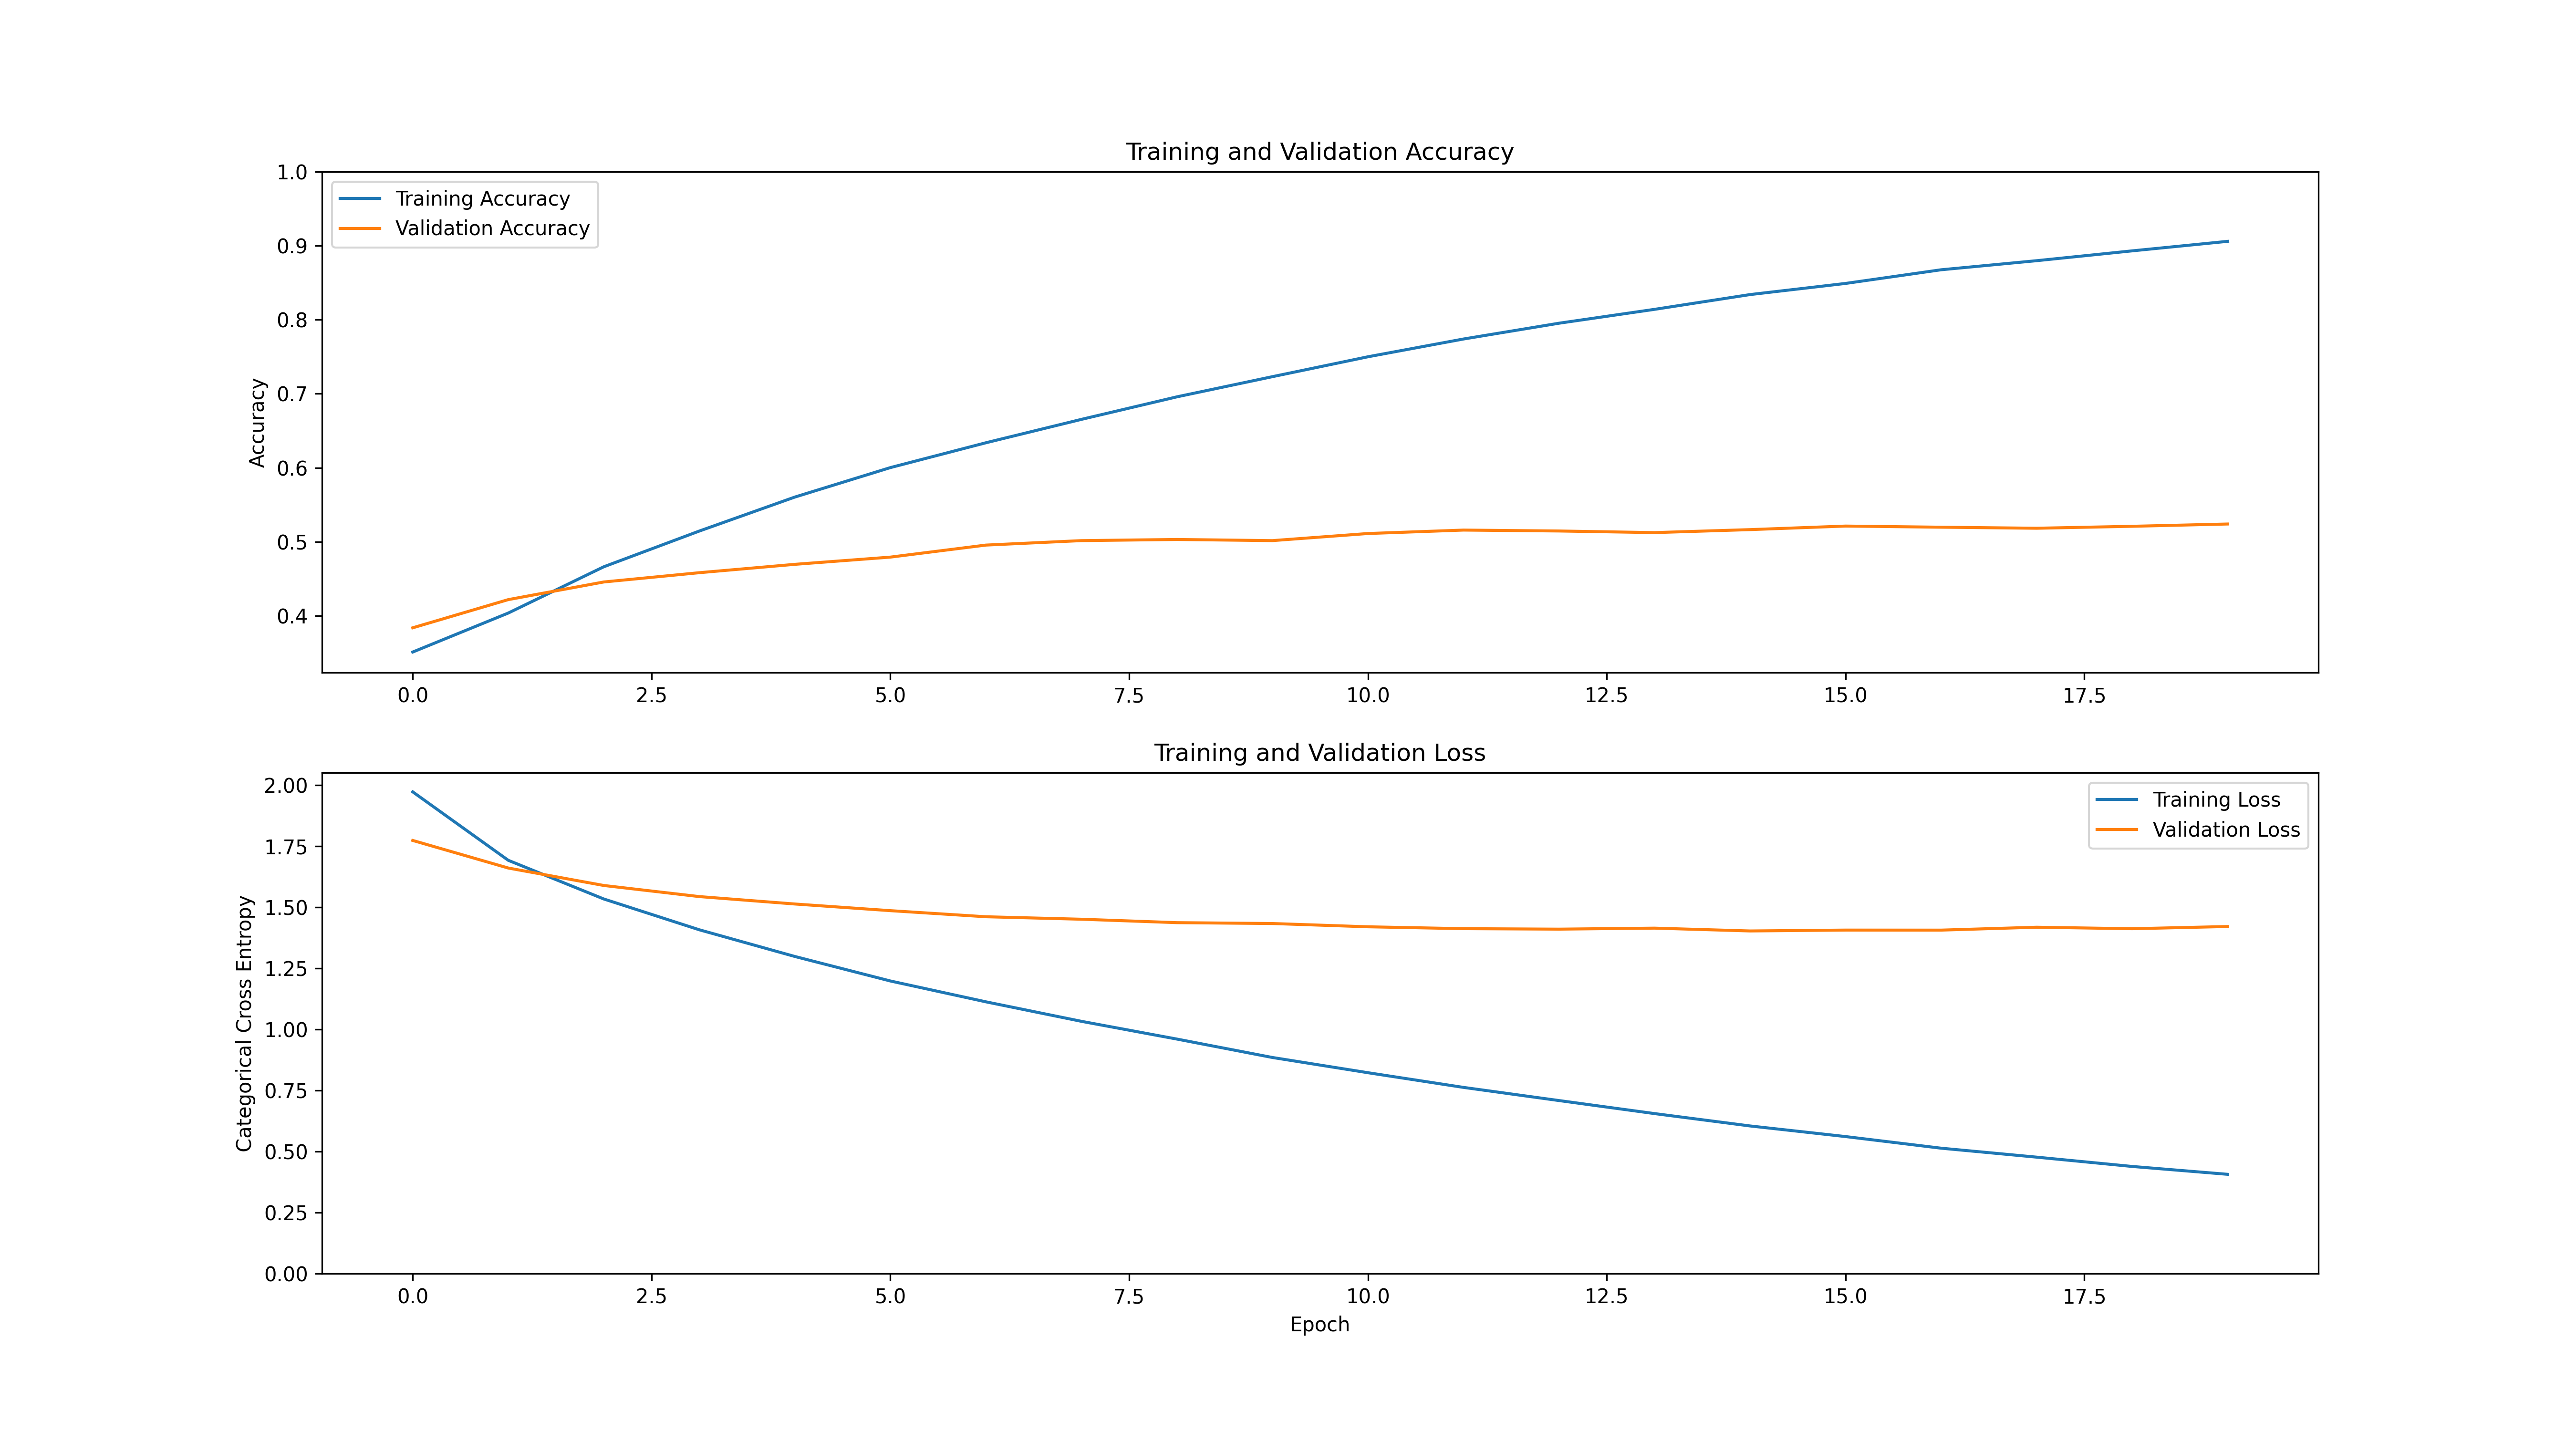 Training and Validation Accuracy
1.0
0.9
0.8
0.7
0.6
0.5
0.4
Accuracy
Training Accuracy
Validation Accuracy
0.0 2.5 5.0 7.5 10.0 12.5 15.0 17.5
Training and Validation Loss
2.00
1.75
1.50
1.25
1.00
0.75
0.50
0.25
0.00
Categorical Cross Entropy
Training Loss
Validation Loss
0.0 2.5 5.0 7.5 10.0 12.5 15.0 17.5
Epoch